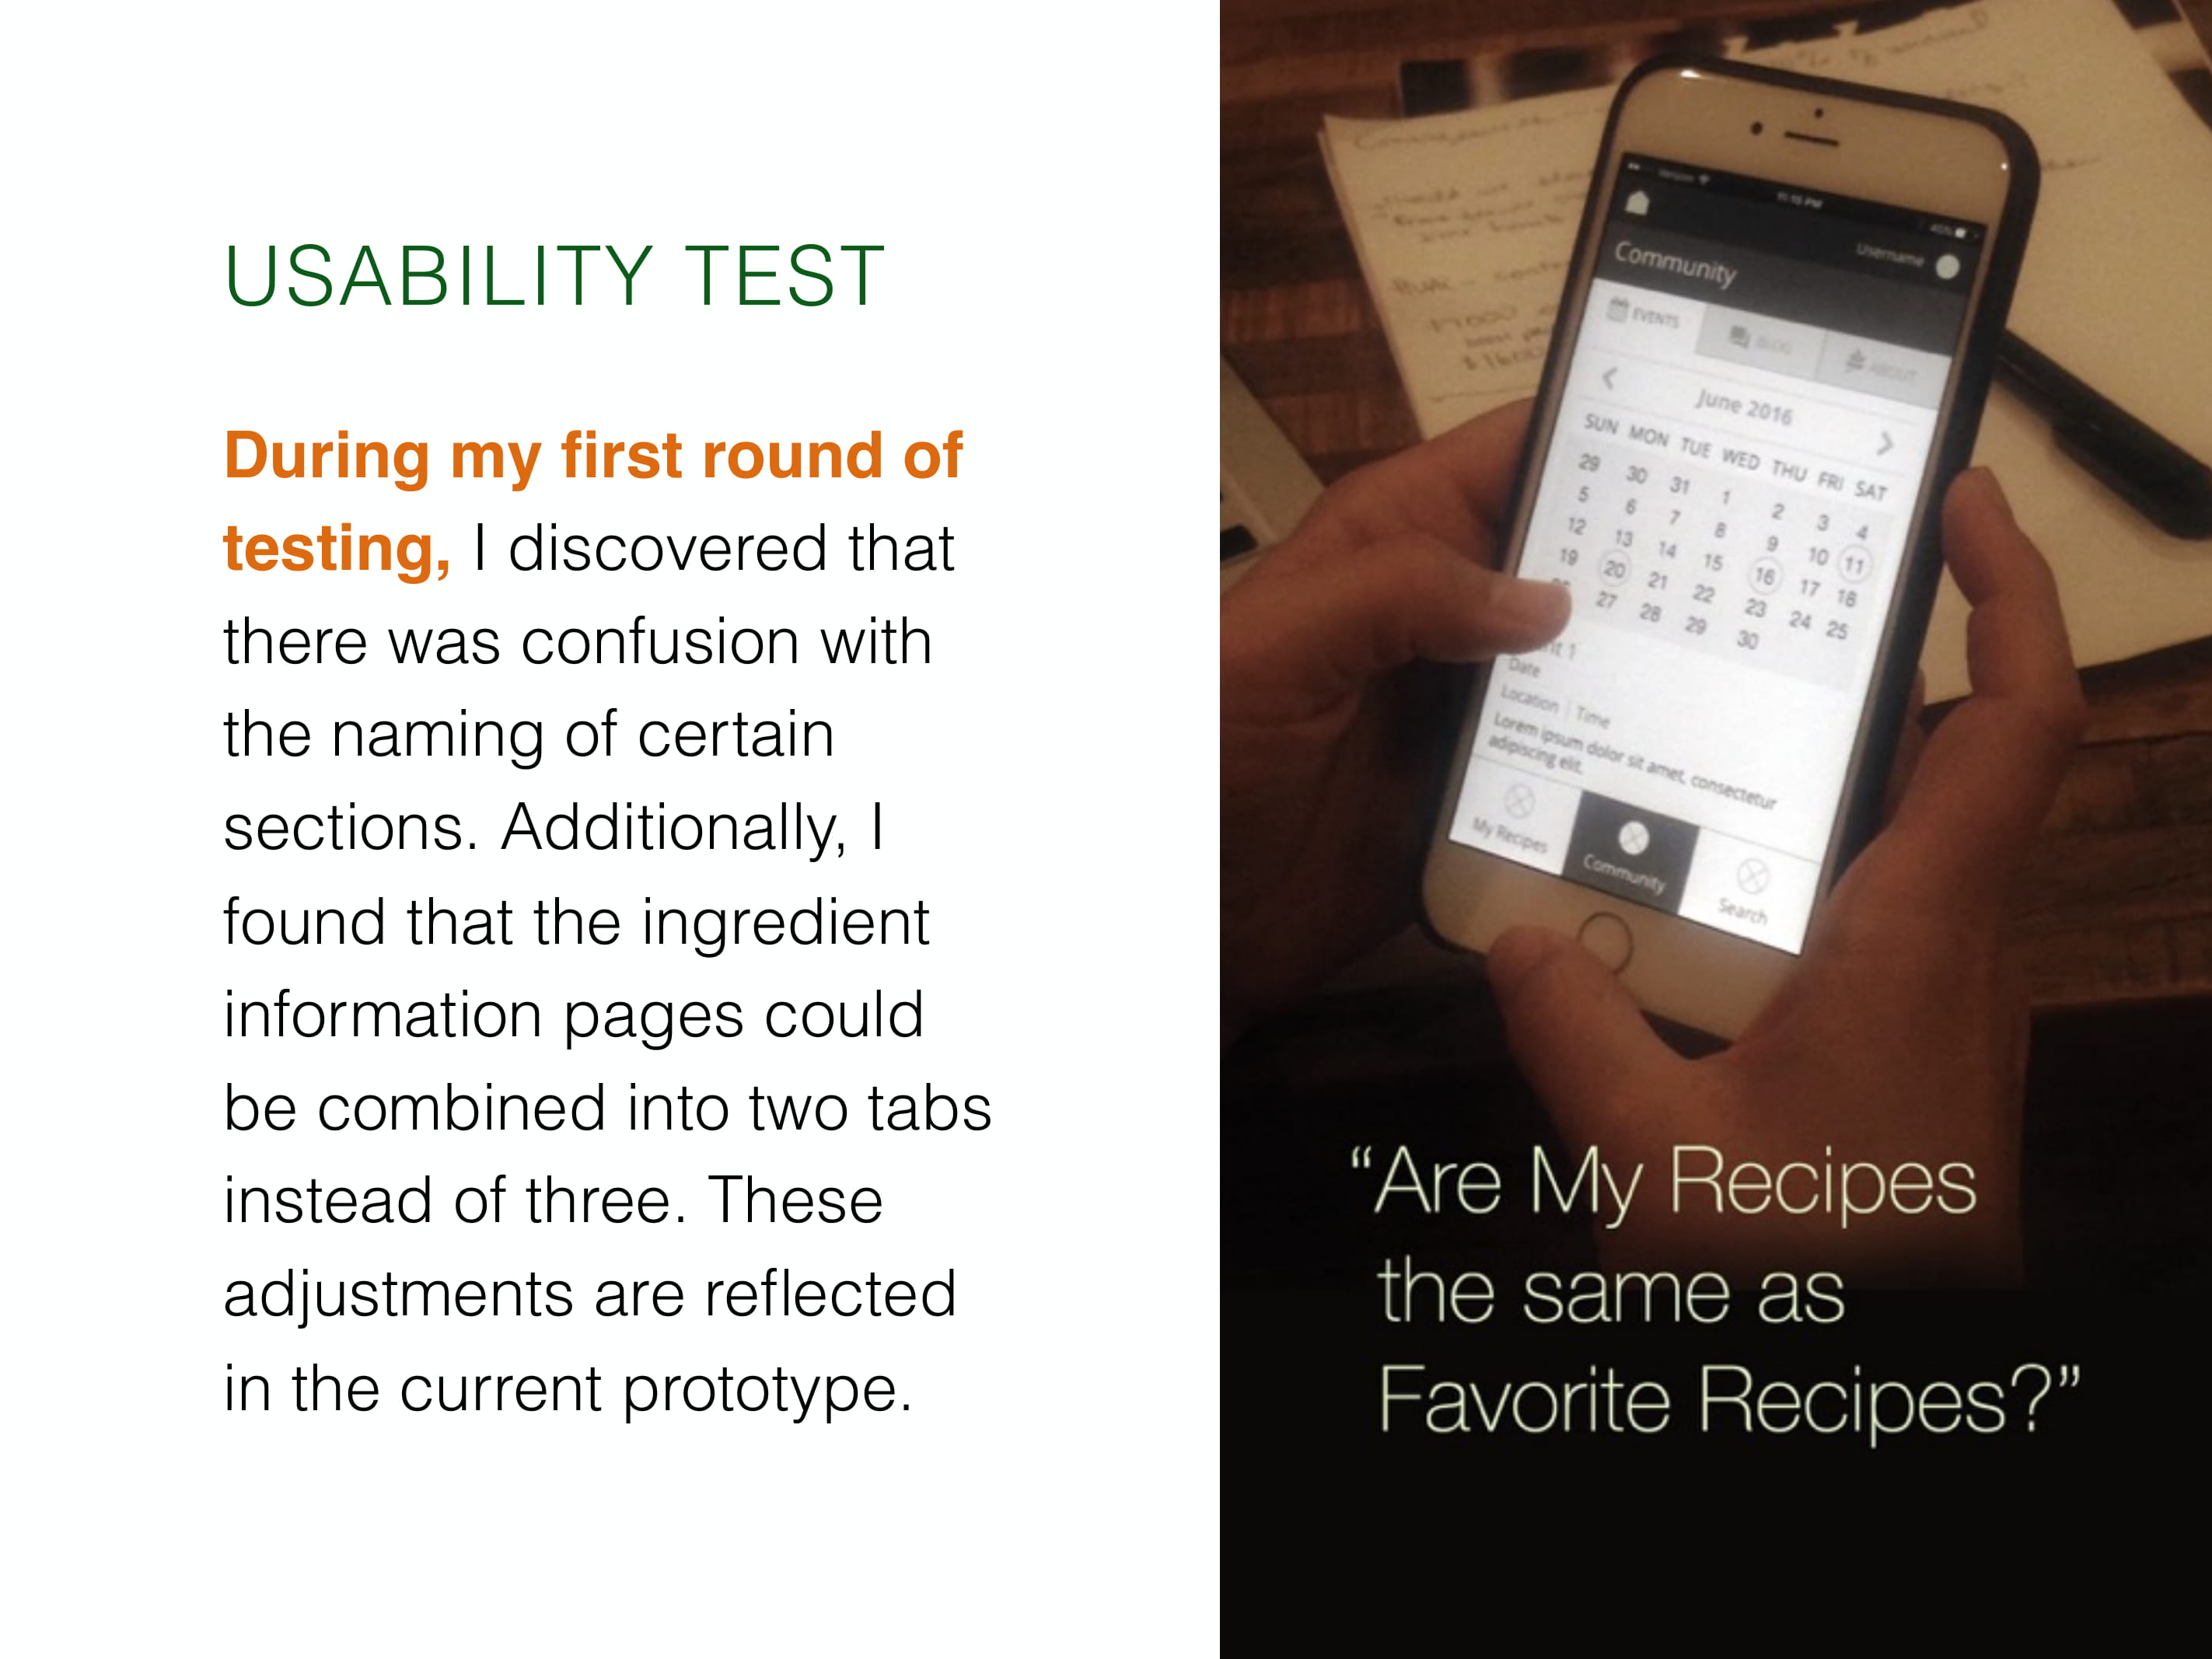 USABILITY TEST
During my first round of
testing, I discovered that
there was confusion with
the naming of certain
sections. Additionally, I
found that the ingredient
information pages could
be combined into two tabs
instead of three. These
adjustments are reflected
in the current prototype.
Username
Community
EVENTS BLOG ABOUT
June 2016
SUN MON TUE WED THU FRI SAT
29 30 31 1 2 3 4
5 6 7 8 9 10 11
12 13 14 15 16 17 18
19 20 21 22 23 24 25
27 28 29 30
1
Date
Location | Time
Lorem ipsum dolor sit amet, consectetur
adipiscing elit.
My Recipes Community Search
“Are My Recipes
the same as
Favorite Recipes?”